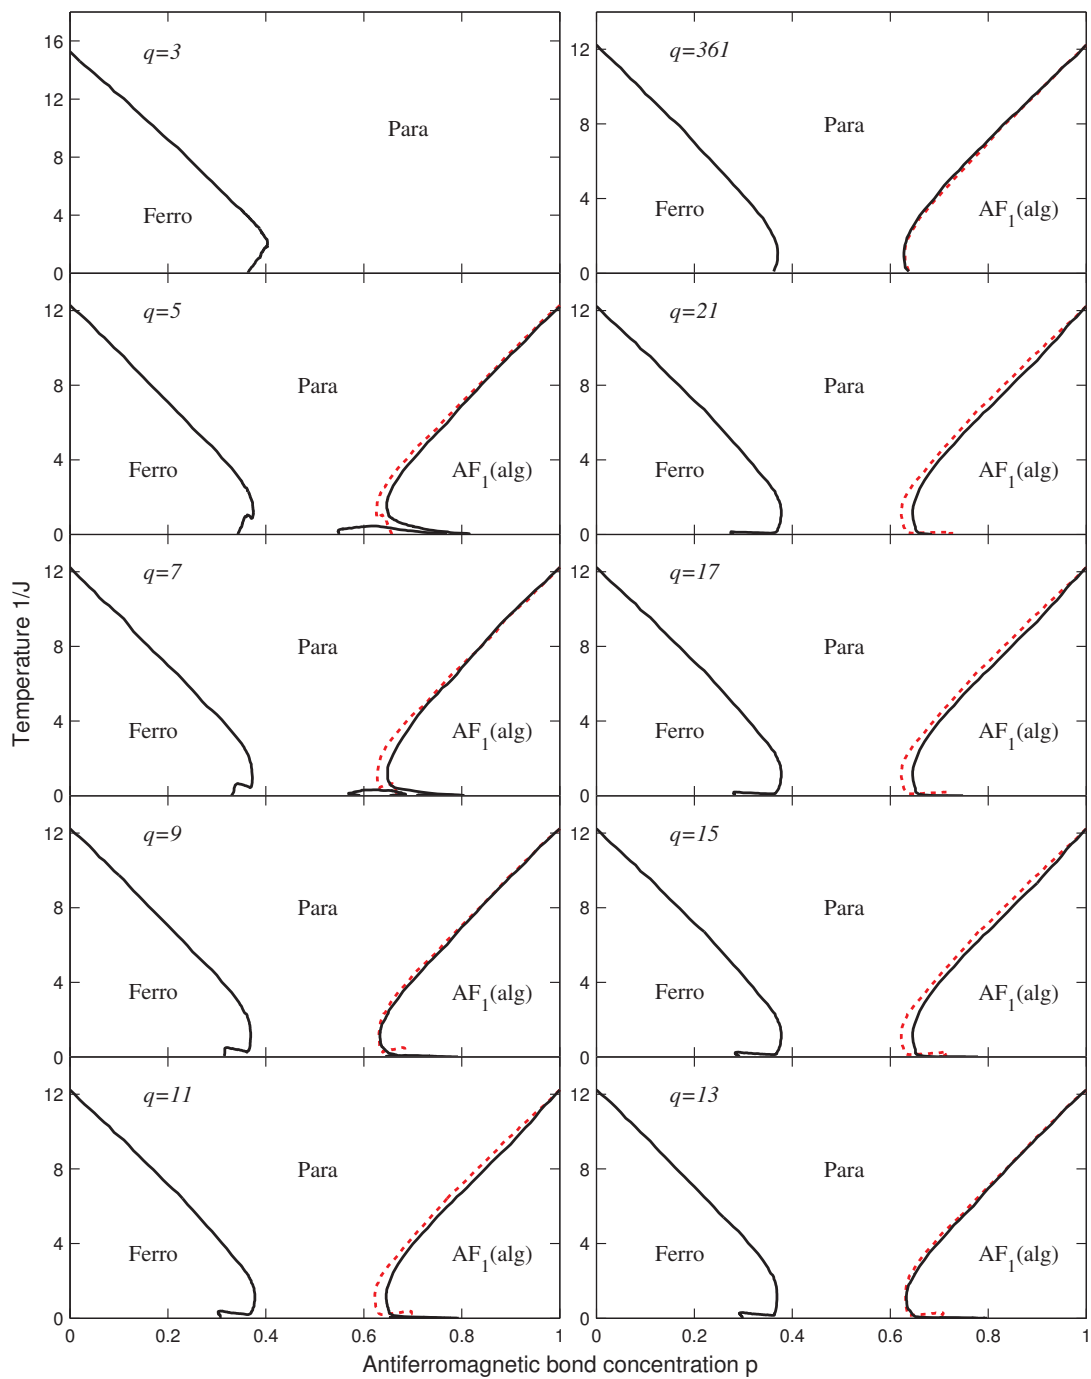 16
12
8
4
0
q=3
Para
Ferro
12
8
4
0
q=361
Para
Ferro
AF1(alg)
12
8
4
0
q=5
Para
Ferro
AF1(alg)
12
8
4
0
q=21
Para
Ferro
AF1(alg)
12
8
4
0
q=7
Para
Ferro
AF1(alg)
12
8
4
0
q=17
Para
Ferro
AF1(alg)
Temperature 1/J
12
8
4
0
q=9
Para
Ferro
AF1(alg)
12
8
4
0
q=15
Para
Ferro
AF1(alg)
12
8
4
0
q=11
Para
Ferro
AF1(alg)
0 0.2 0.4 0.6 0.8 1
12
8
4
0
q=13
Para
Ferro
AF1(alg)
0 0.2 0.4 0.6 0.8 1
Antiferromagnetic bond concentration p